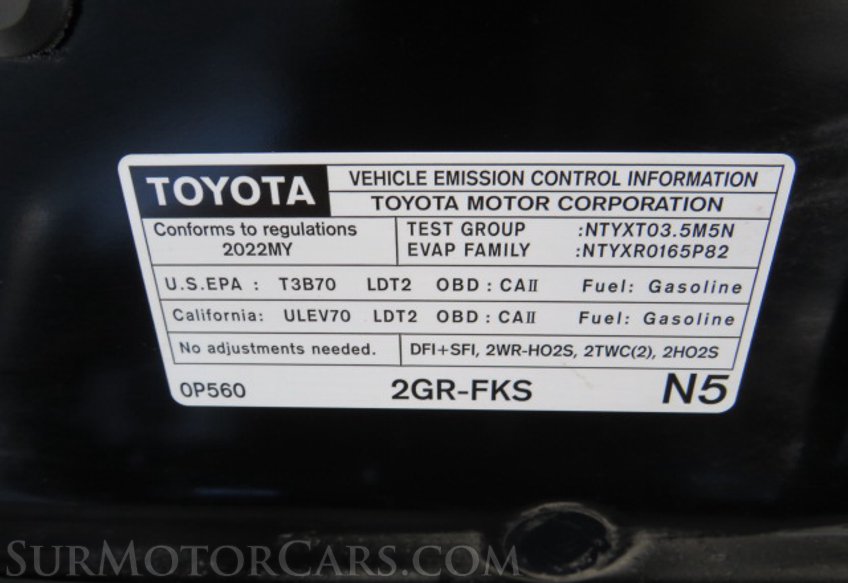 TOYOTA
VEHICLE EMISSION CONTROL INFORMATION
TOYOTA MOTOR CORPORATION
Conforms to regulations
2022MY
TEST GROUP :NTYXT03.5M5N
EVAP FAMILY :NTYXR0165P82
U.S.EPA : T3B70 LDT2 OBD : CAII Fuel: Gasoline
California: ULEV70 LDT2 OBD : CAII Fuel: Gasoline
No adjustments needed. DFI+SFI, 2WR-HO2S, 2TWC(2), 2HO2S
0P560 2GR-FKS N5
SurMotorCars.com